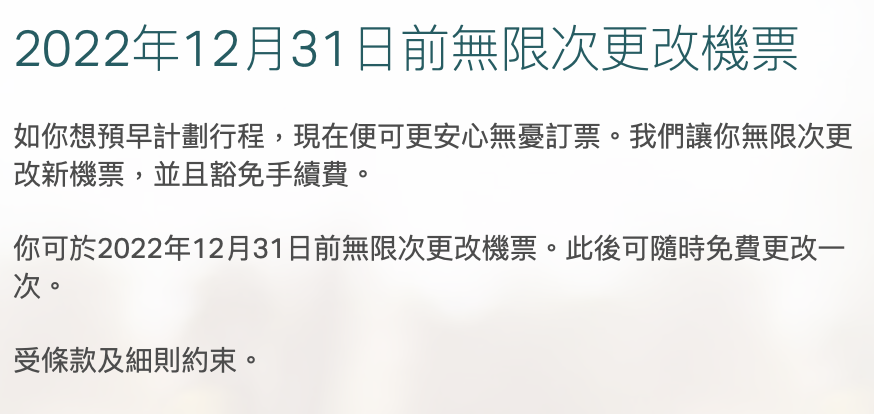 2022年12月31日前無限次更改機票
如你想預早計劃行程，現在便可更安心無憂訂票。我們讓你無限次更
改新機票，並且豁免手續費。
你可於2022年12月31日前無限次更改機票。此後可隨時免費更改一
次。
受條款及細則約束。